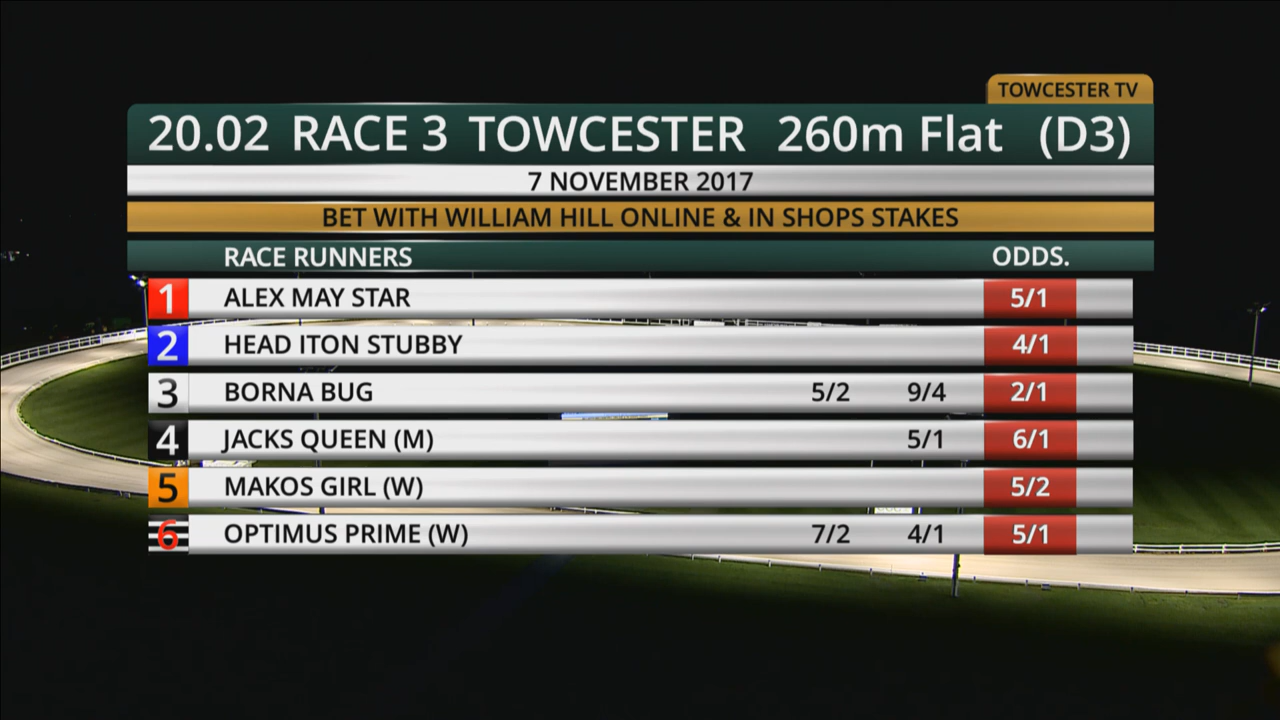 TOWCESTER TV
20.02 RACE 3 TOWCESTER 260m Flat (D3)
7 NOVEMBER 2017
BET WITH WILLIAM HILL ONLINE & IN SHOPS STAKES
RACE RUNNERS ODDS.
1 ALEX MAY STAR 5/1
2 HEAD ITON STUBBY 4/1
3 BORNA BUG 5/2 9/4 2/1
4 JACKS QUEEN (M) 5/1 6/1
5 MAKOS GIRL (W) 5/2
6 OPTIMUS PRIME (W) 7/2 4/1 5/1